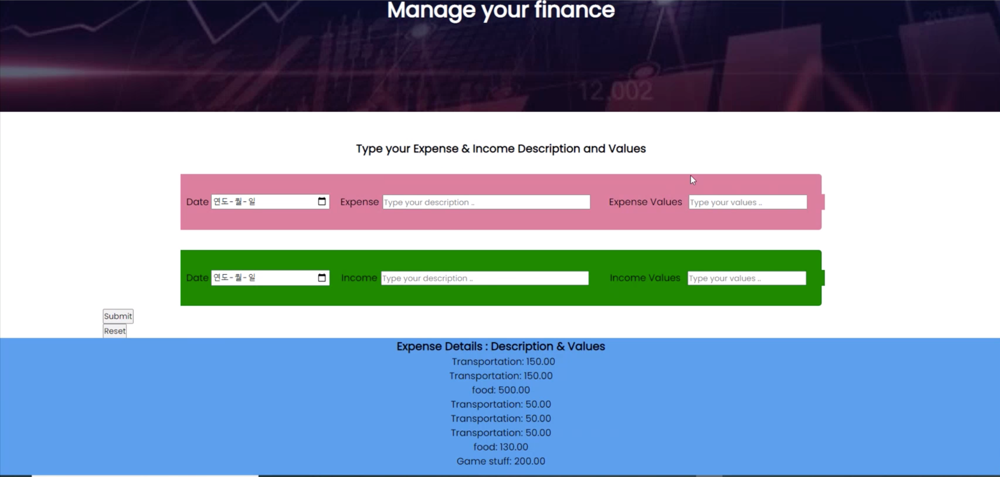 Manage your finance
12.002
Type your Expense & Income Description and Values
Date 연도-월-일 Expense Type your description .. Expense Values Type your values ..
Date 연도-월-일 Income Type your description .. Income Values Type your values ..
Submit
Reset
Expense Details : Description & Values
Transportation: 150.00
Transportation: 150.00
food: 500.00
Transportation: 50.00
Transportation: 50.00
Transportation: 50.00
food: 130.00
Game stuff: 200.00